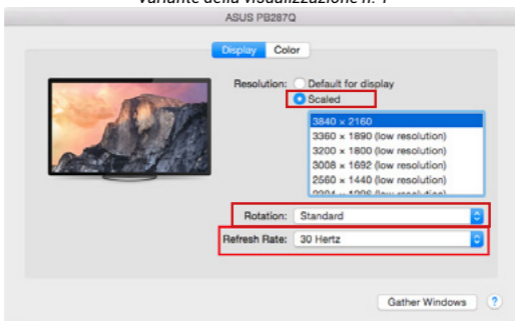 Variante della visualizzazione n. 1
ASUS PB287Q
Display Color
Resolution: Default for display
Scaled
3840 × 2160
3360 × 1890 (low resolution)
3200 × 1800 (low resolution)
3008 × 1692 (low resolution)
2560 × 1440 (low resolution)
Rotation: Standard
Refresh Rate: 30 Hertz
Gather Windows ?